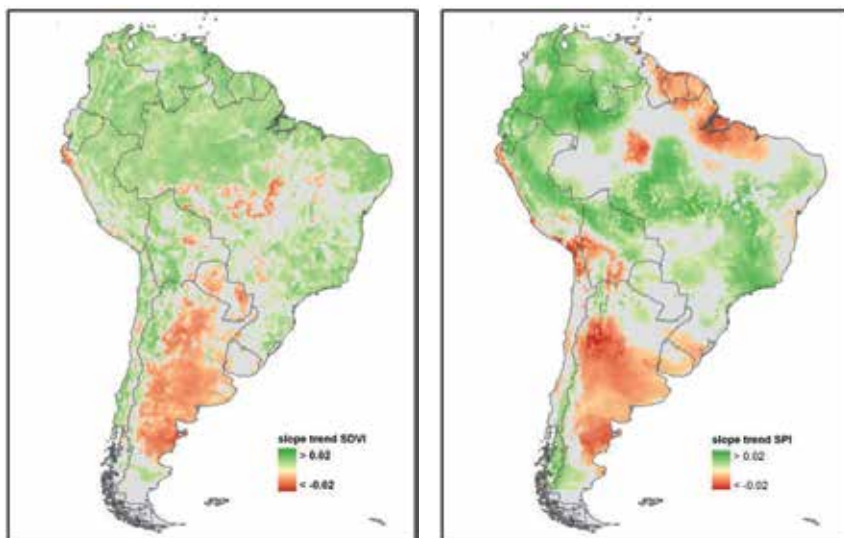 slope trend SDVI
> 0.02
< -0.02
slope trend SPI
> 0.02
< -0.02